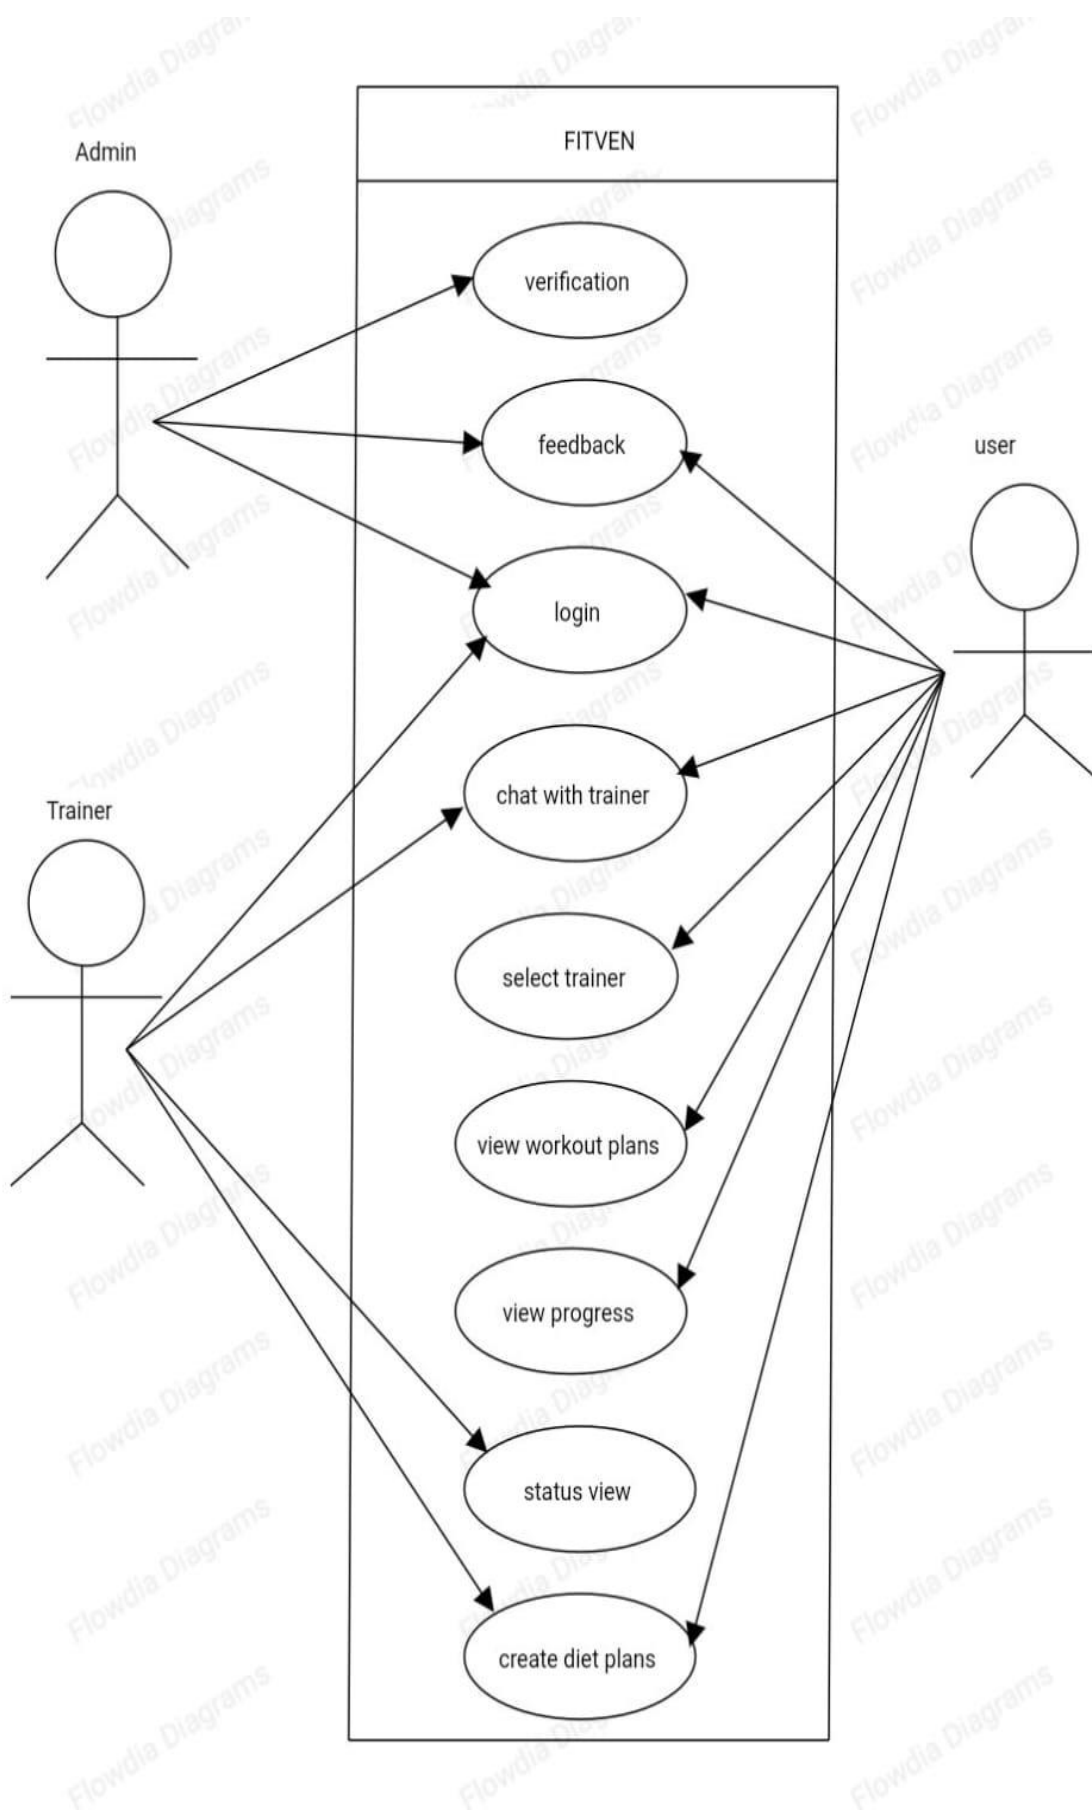 Flowdia Diagrams
Admin
FITVEN
verification
feedback
user
login
chat with trainer
Trainer
select trainer
view workout plans
view progress
status view
create diet plans